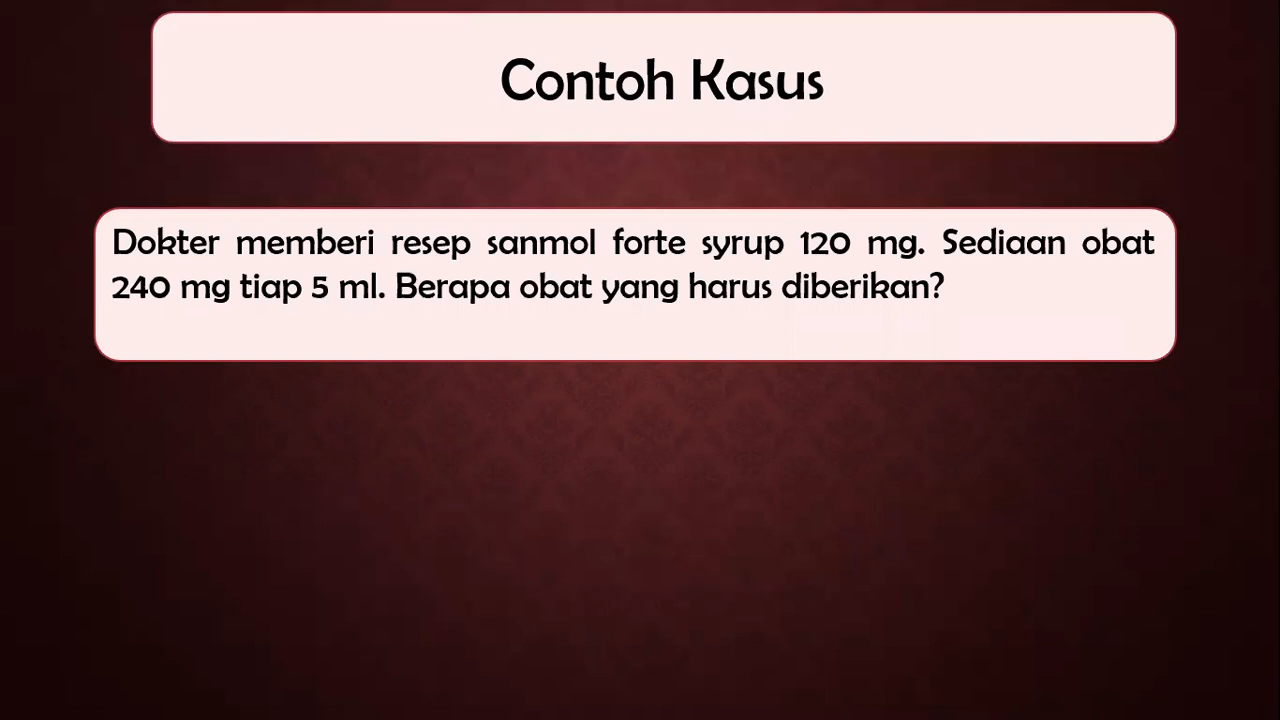 Contoh Kasus
Dokter memberi resep sanmol forte syrup 120 mg. Sediaan obat
240 mg tiap 5 ml. Berapa obat yang harus diberikan?